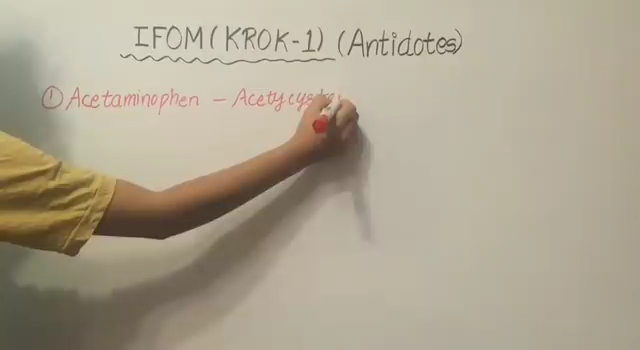 IFOM (KROK-1) (Antidotes)
① Acetaminophen –